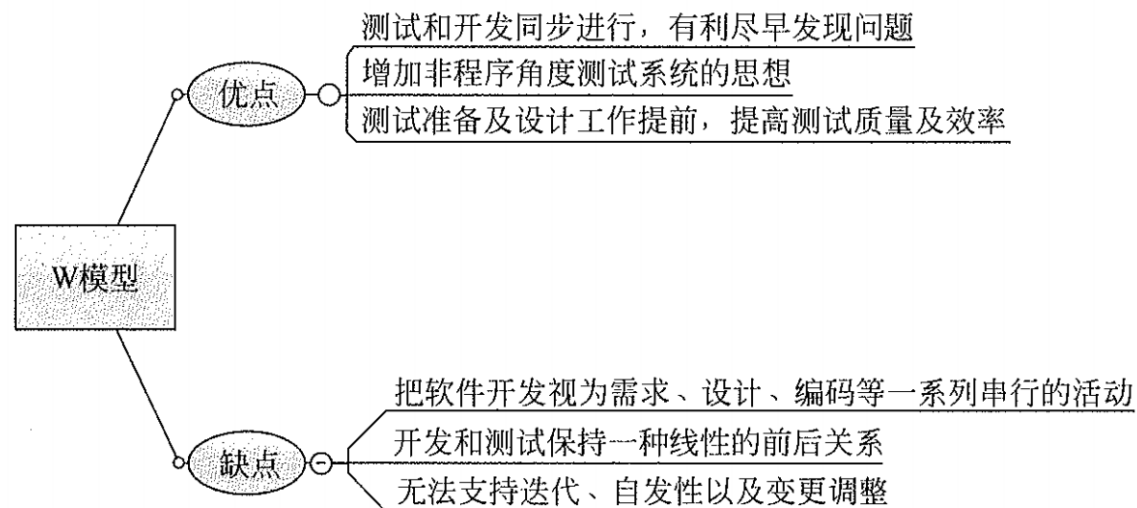 测试和开发同步进行，有利尽早发现问题
增加非程序角度测试系统的思想
测试准备及设计工作提前，提高测试质量及效率
优点
W模型
把软件开发视为需求、设计、编码等一系列串行的活动
开发和测试保持一种线性的前后关系
无法支持迭代、自发性以及变更调整
缺点